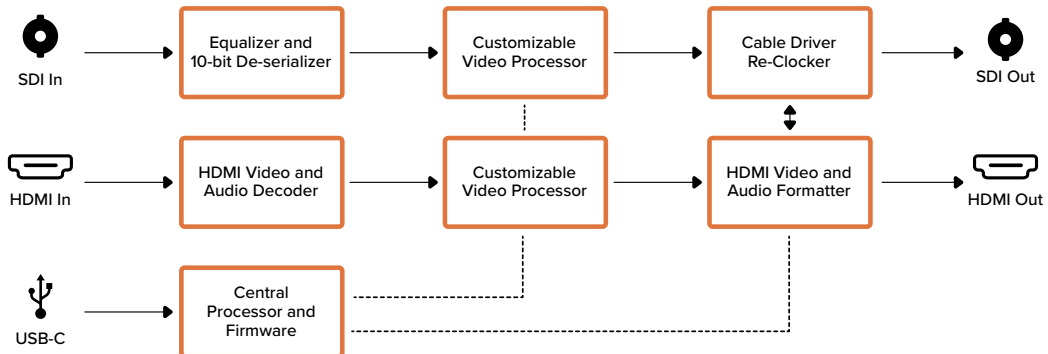 SDI In
Equalizer and
10-bit De-serializer
Customizable
Video Processor
Cable Driver
Re-Clocker
SDI Out
HDMI In
HDMI Video and
Audio Decoder
Customizable
Video Processor
HDMI Video and
Audio Formatter
HDMI Out
USB-C
Central
Processor and
Firmware